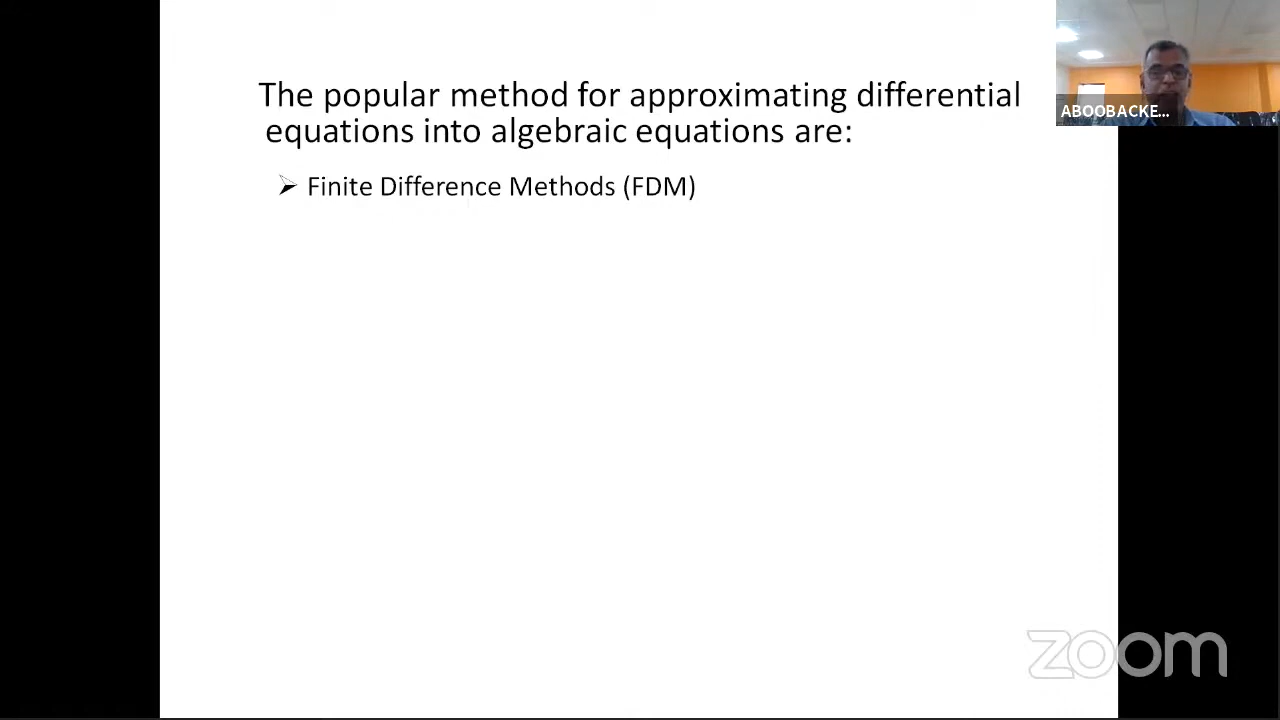 The popular method for approximating differential
equations into algebraic equations are:
➢ Finite Difference Methods (FDM)
ABOOBACKE...
zoom